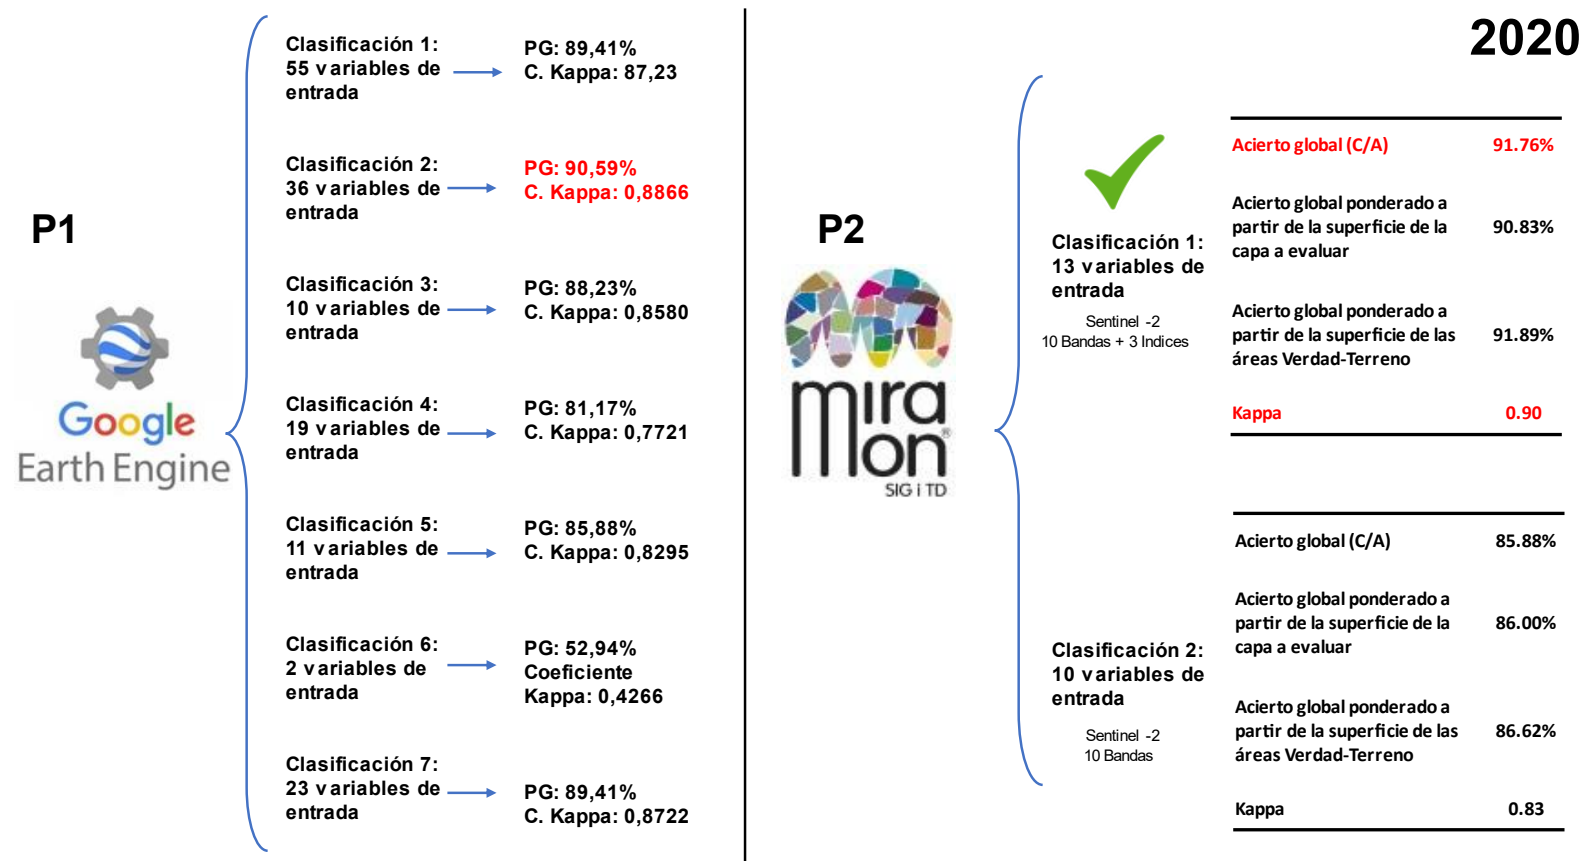 P1
Google
Earth Engine
Clasificación 1:
55 variables de
entrada
PG: 89,41%
C. Kappa: 87,23
Clasificación 2:
36 variables de
entrada
PG: 90,59%
C. Kappa: 0,8866
Clasificación 3:
10 variables de
entrada
PG: 88,23%
C. Kappa: 0,8580
Clasificación 4:
19 variables de
entrada
PG: 81,17%
C. Kappa: 0,7721
Clasificación 5:
11 variables de
entrada
PG: 85,88%
C. Kappa: 0,8295
Clasificación 6:
2 variables de
entrada
PG: 52,94%
Coeficiente
Kappa: 0,4266
Clasificación 7:
23 variables de
entrada
PG: 89,41%
C. Kappa: 0,8722
2020
P2
mira
mon®
SIG i TD
Clasificación 1:
13 variables de
entrada
Sentinel -2
10 Bandas + 3 Indices
Acierto global (C/A) 91.76%
Acierto global ponderado a
partir de la superficie de la 90.83%
capa a evaluar
Acierto global ponderado a
partir de la superficie de las 91.89%
áreas Verdad-Terreno
Kappa 0.90
Clasificación 2:
10 variables de
entrada
Sentinel -2
10 Bandas
Acierto global (C/A) 85.88%
Acierto global ponderado a
partir de la superficie de la 86.00%
capa a evaluar
Acierto global ponderado a
partir de la superficie de las 86.62%
áreas Verdad-Terreno
Kappa 0.83